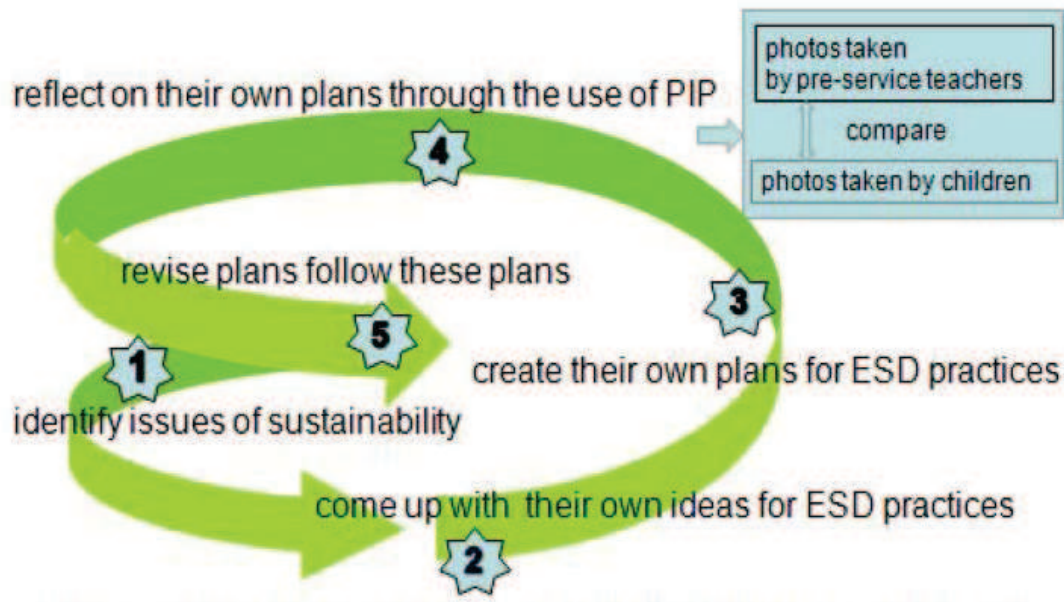 photos taken
by pre-service teachers
compare
photos taken by children
reflect on their own plans through the use of PIP
4
revise plans follow these plans
5
3
create their own plans for ESD practices
1
identify issues of sustainability
come up with their own ideas for ESD practices
2